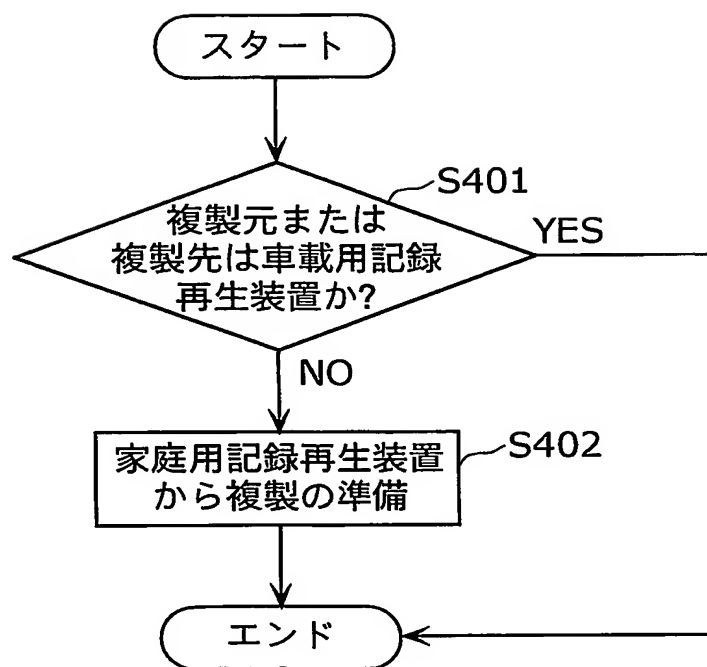 スタート
S401
複製元または
複製先は車載用記録
再生装置か?
YES
NO
S402
家庭用記録再生装置
から複製の準備
エンド